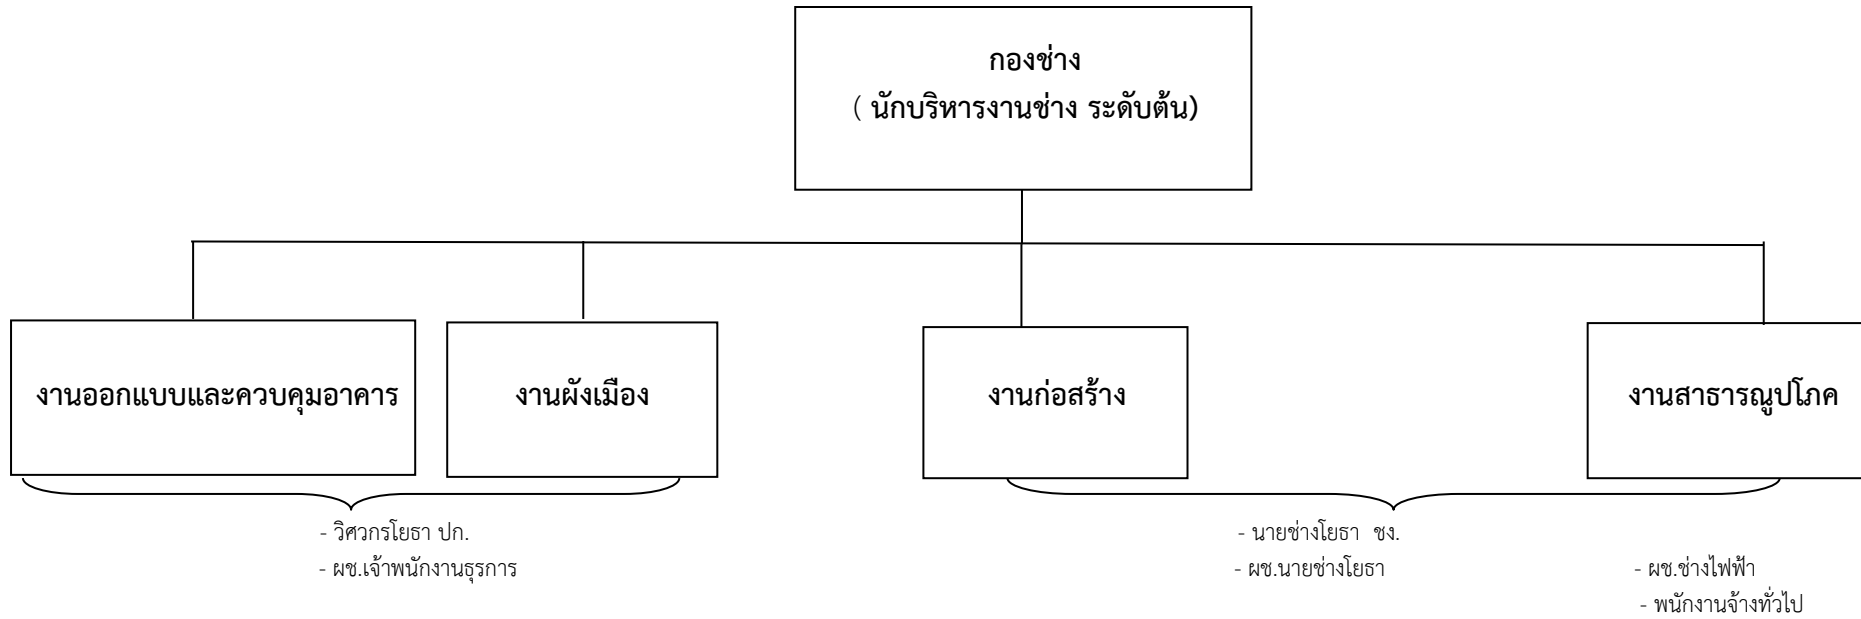 กองช่าง
( นักบริหารงานช่าง ระดับต้น)
งานออกแบบและควบคุมอาคาร
งานผังเมือง
งานก่อสร้าง
งานสาธารณูปโภค
- วิศวกรโยธา ปก.
- ผช.เจ้าพนักงานธุรการ
- นายช่างโยธา ชง.
- ผช.นายช่างโยธา
- ผช.ช่างไฟฟ้า
- พนักงานจ้างทั่วไป